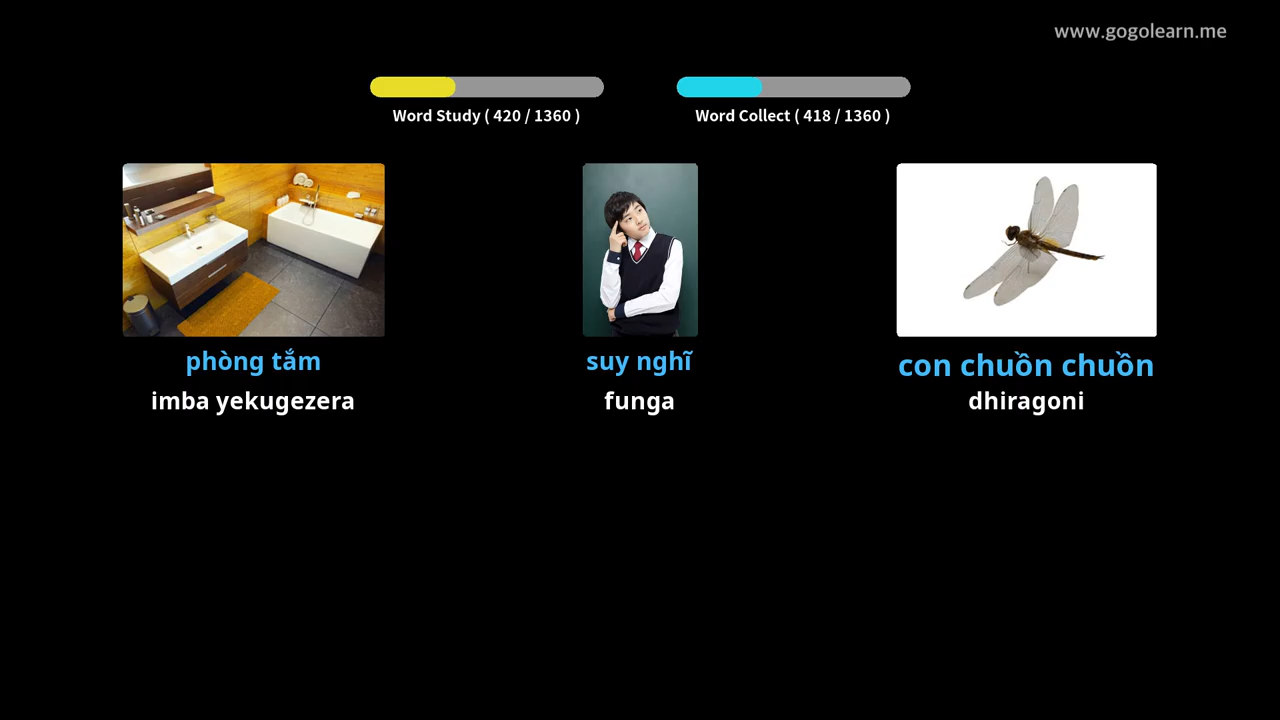 www.gogolearn.me
Word Study ( 420 / 1360 )
Word Collect ( 418 / 1360 )
phòng tắm
imba yekugezera
suy nghĩ
funga
con chuồn chuồn
dhiragoni